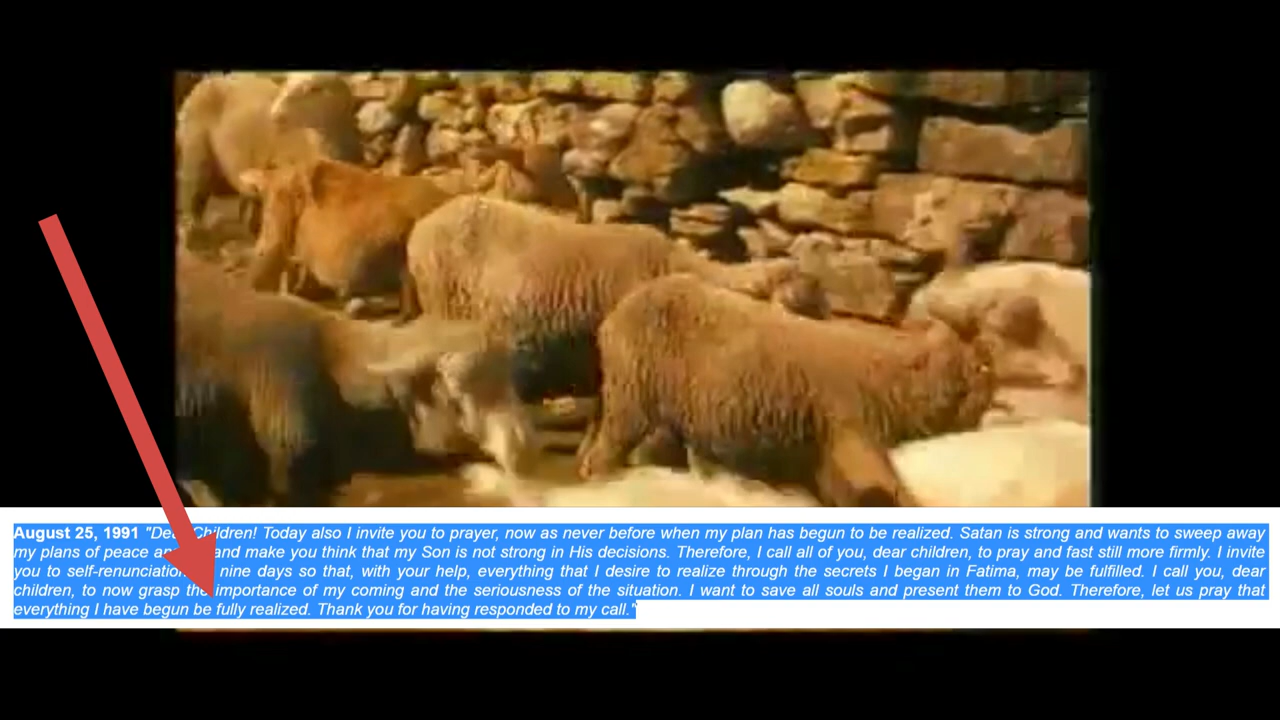 August 25, 1991 "De Children! Today also I invite you to prayer, now as never before when my plan has begun to be realized. Satan is strong and wants to sweep away
my plans of peace a and make you think that my Son is not strong in His decisions. Therefore, I call all of you, dear children, to pray and fast still more firmly. I invite
you to self-renunciation nine days so that, with your help, everything that I desire to realize through the secrets I began in Fatima, may be fulfilled. I call you, dear
children, to now grasp the importance of my coming and the seriousness of the situation. I want to save all souls and present them to God. Therefore, let us pray that
everything I have begun be fully realized. Thank you for having responded to my call."